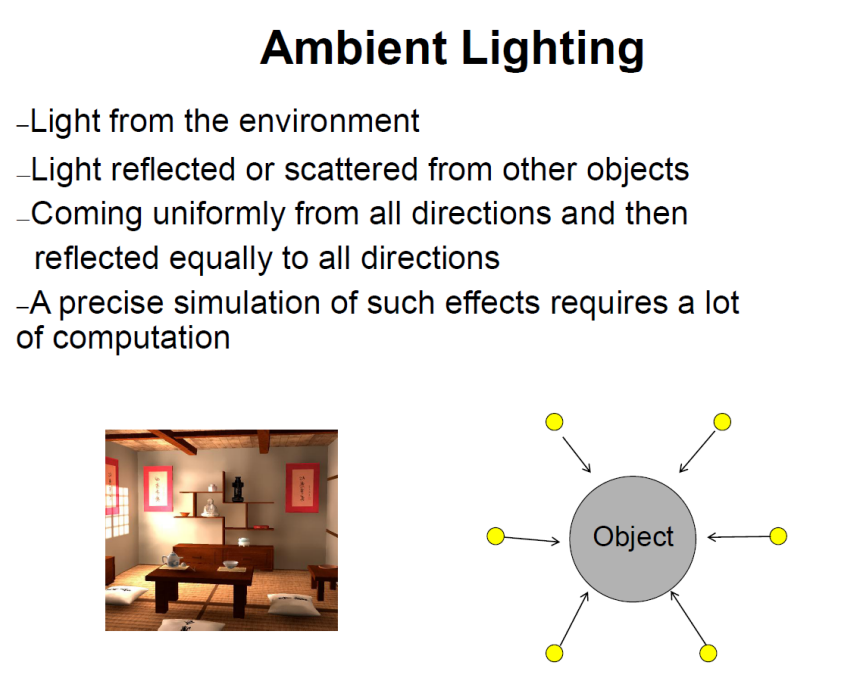 Ambient Lighting
–Light from the environment
–Light reflected or scattered from other objects
–Coming uniformly from all directions and then
reflected equally to all directions
–A precise simulation of such effects requires a lot
of computation
Object